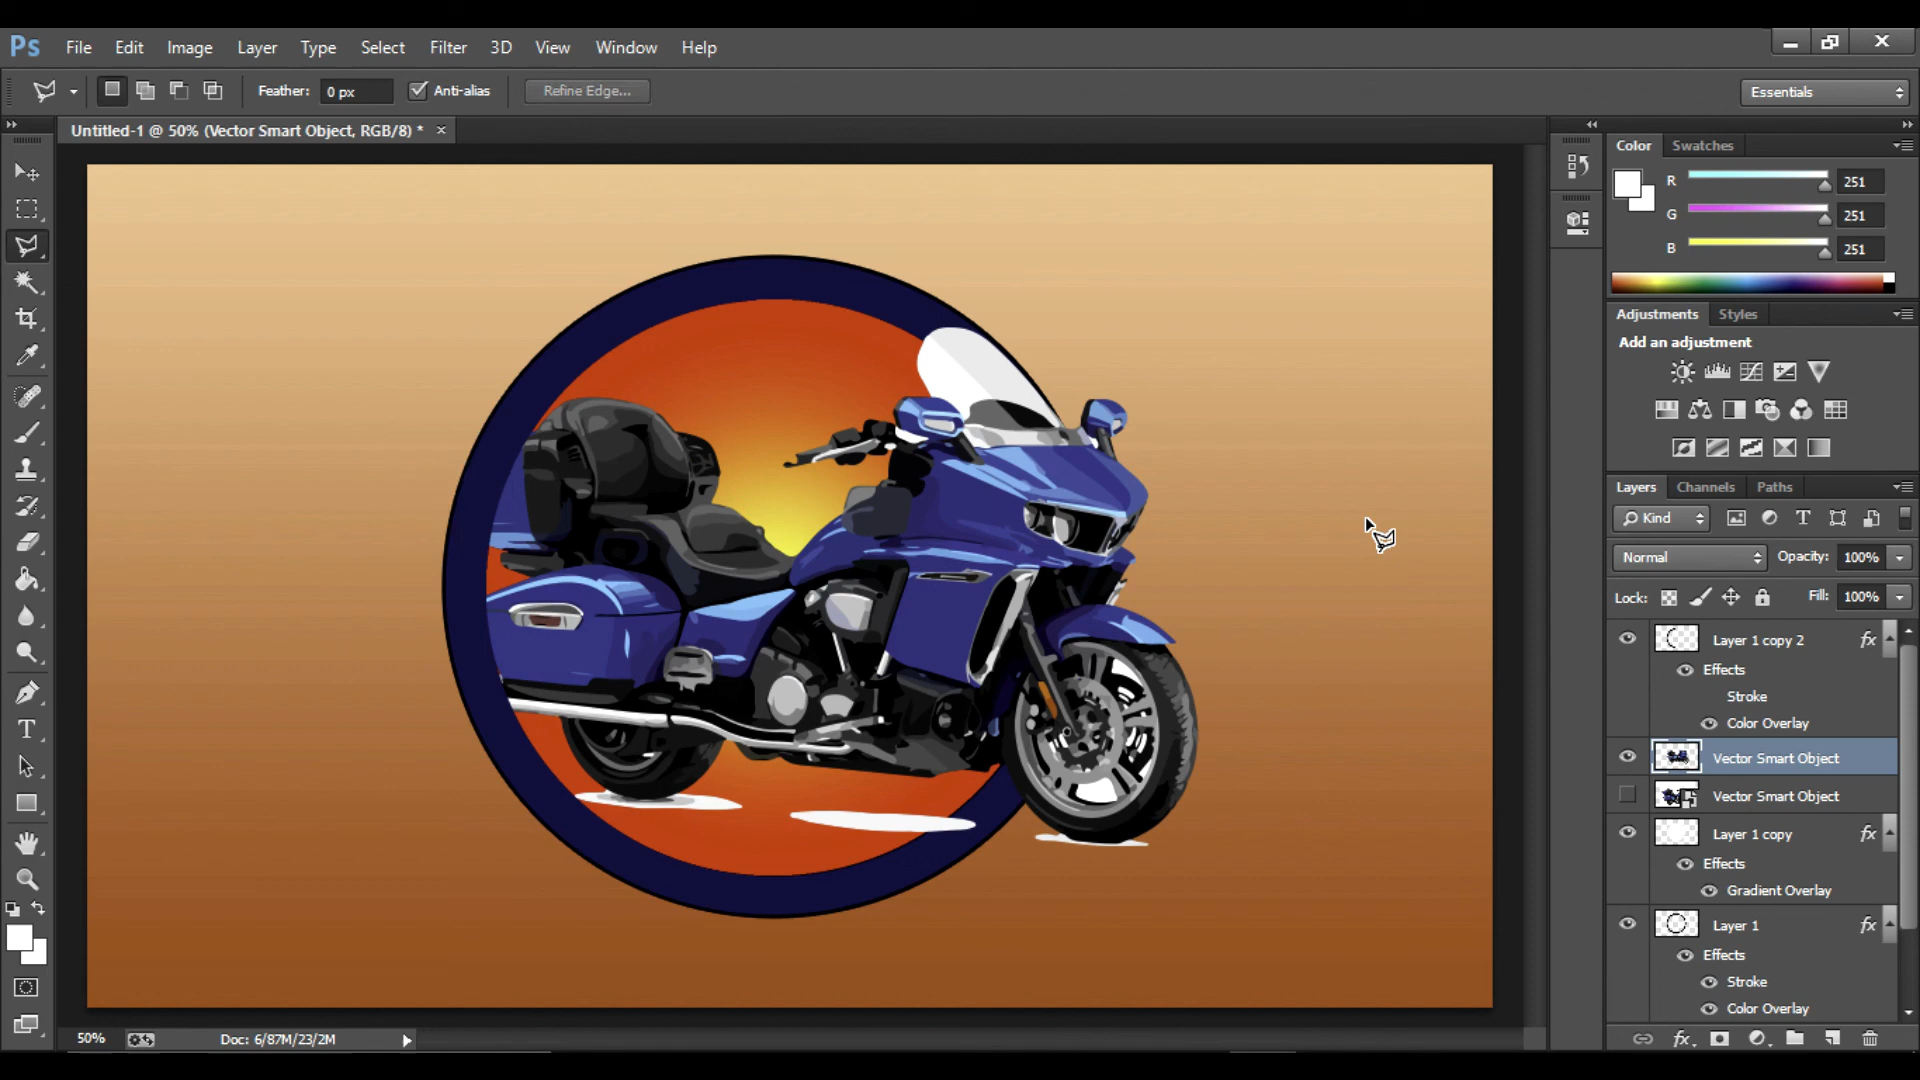 Ps File Edit Image Layer Type Select Filter 3D View Window Help
Feather: 0 px Anti-alias Refine Edge... Essentials
Untitled-1 @ 50% (Vector Smart Object, RGB/8) * ×
Color Swatches
R 251
G 251
B 251
Adjustments Styles
Add an adjustment
Layers Channels Paths
Kind
Normal Opacity: 100%
Lock: Fill: 100%
Layer 1 copy 2 fx
Effects
Stroke
Color Overlay
Vector Smart Object
Vector Smart Object
Layer 1 copy fx
Effects
Gradient Overlay
Layer 1 fx
Effects
Stroke
Color Overlay
50% Doc: 6/87M/23/2M
fx